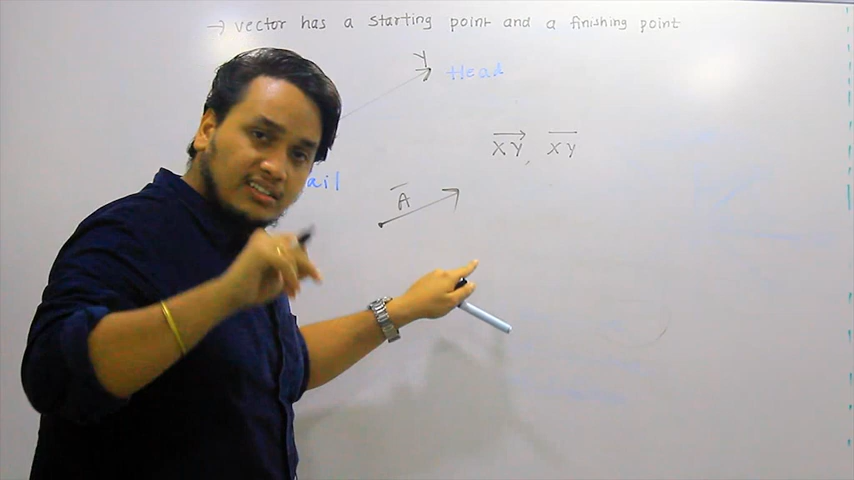 → vector has a starting point and a finishing point
Y
Head
XY, XY
ail
A